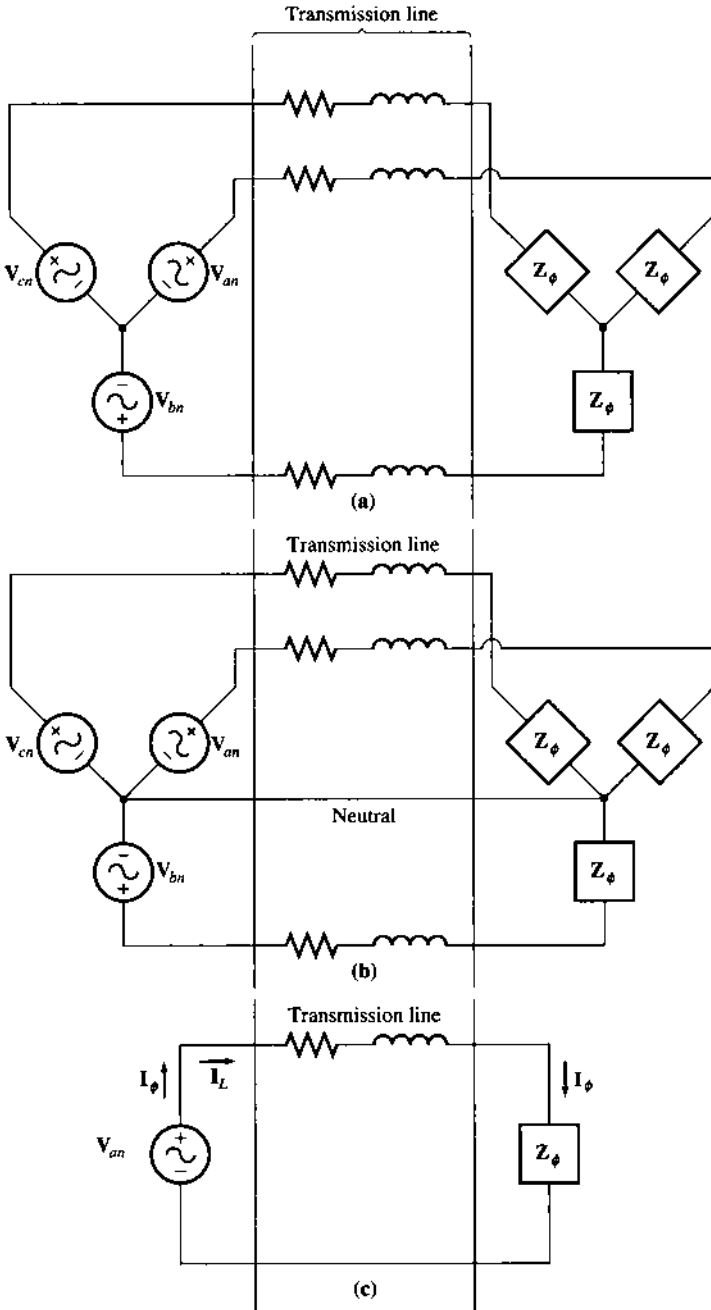 Transmission line
V_cn
V_an
Z_ϕ
Z_ϕ
V_bn
Z_ϕ
(a)
Transmission line
V_cn
V_an
Z_ϕ
Z_ϕ
Neutral
V_bn
Z_ϕ
(b)
Transmission line
I_ϕ
I_L
I_ϕ
V_an
Z_ϕ
(c)